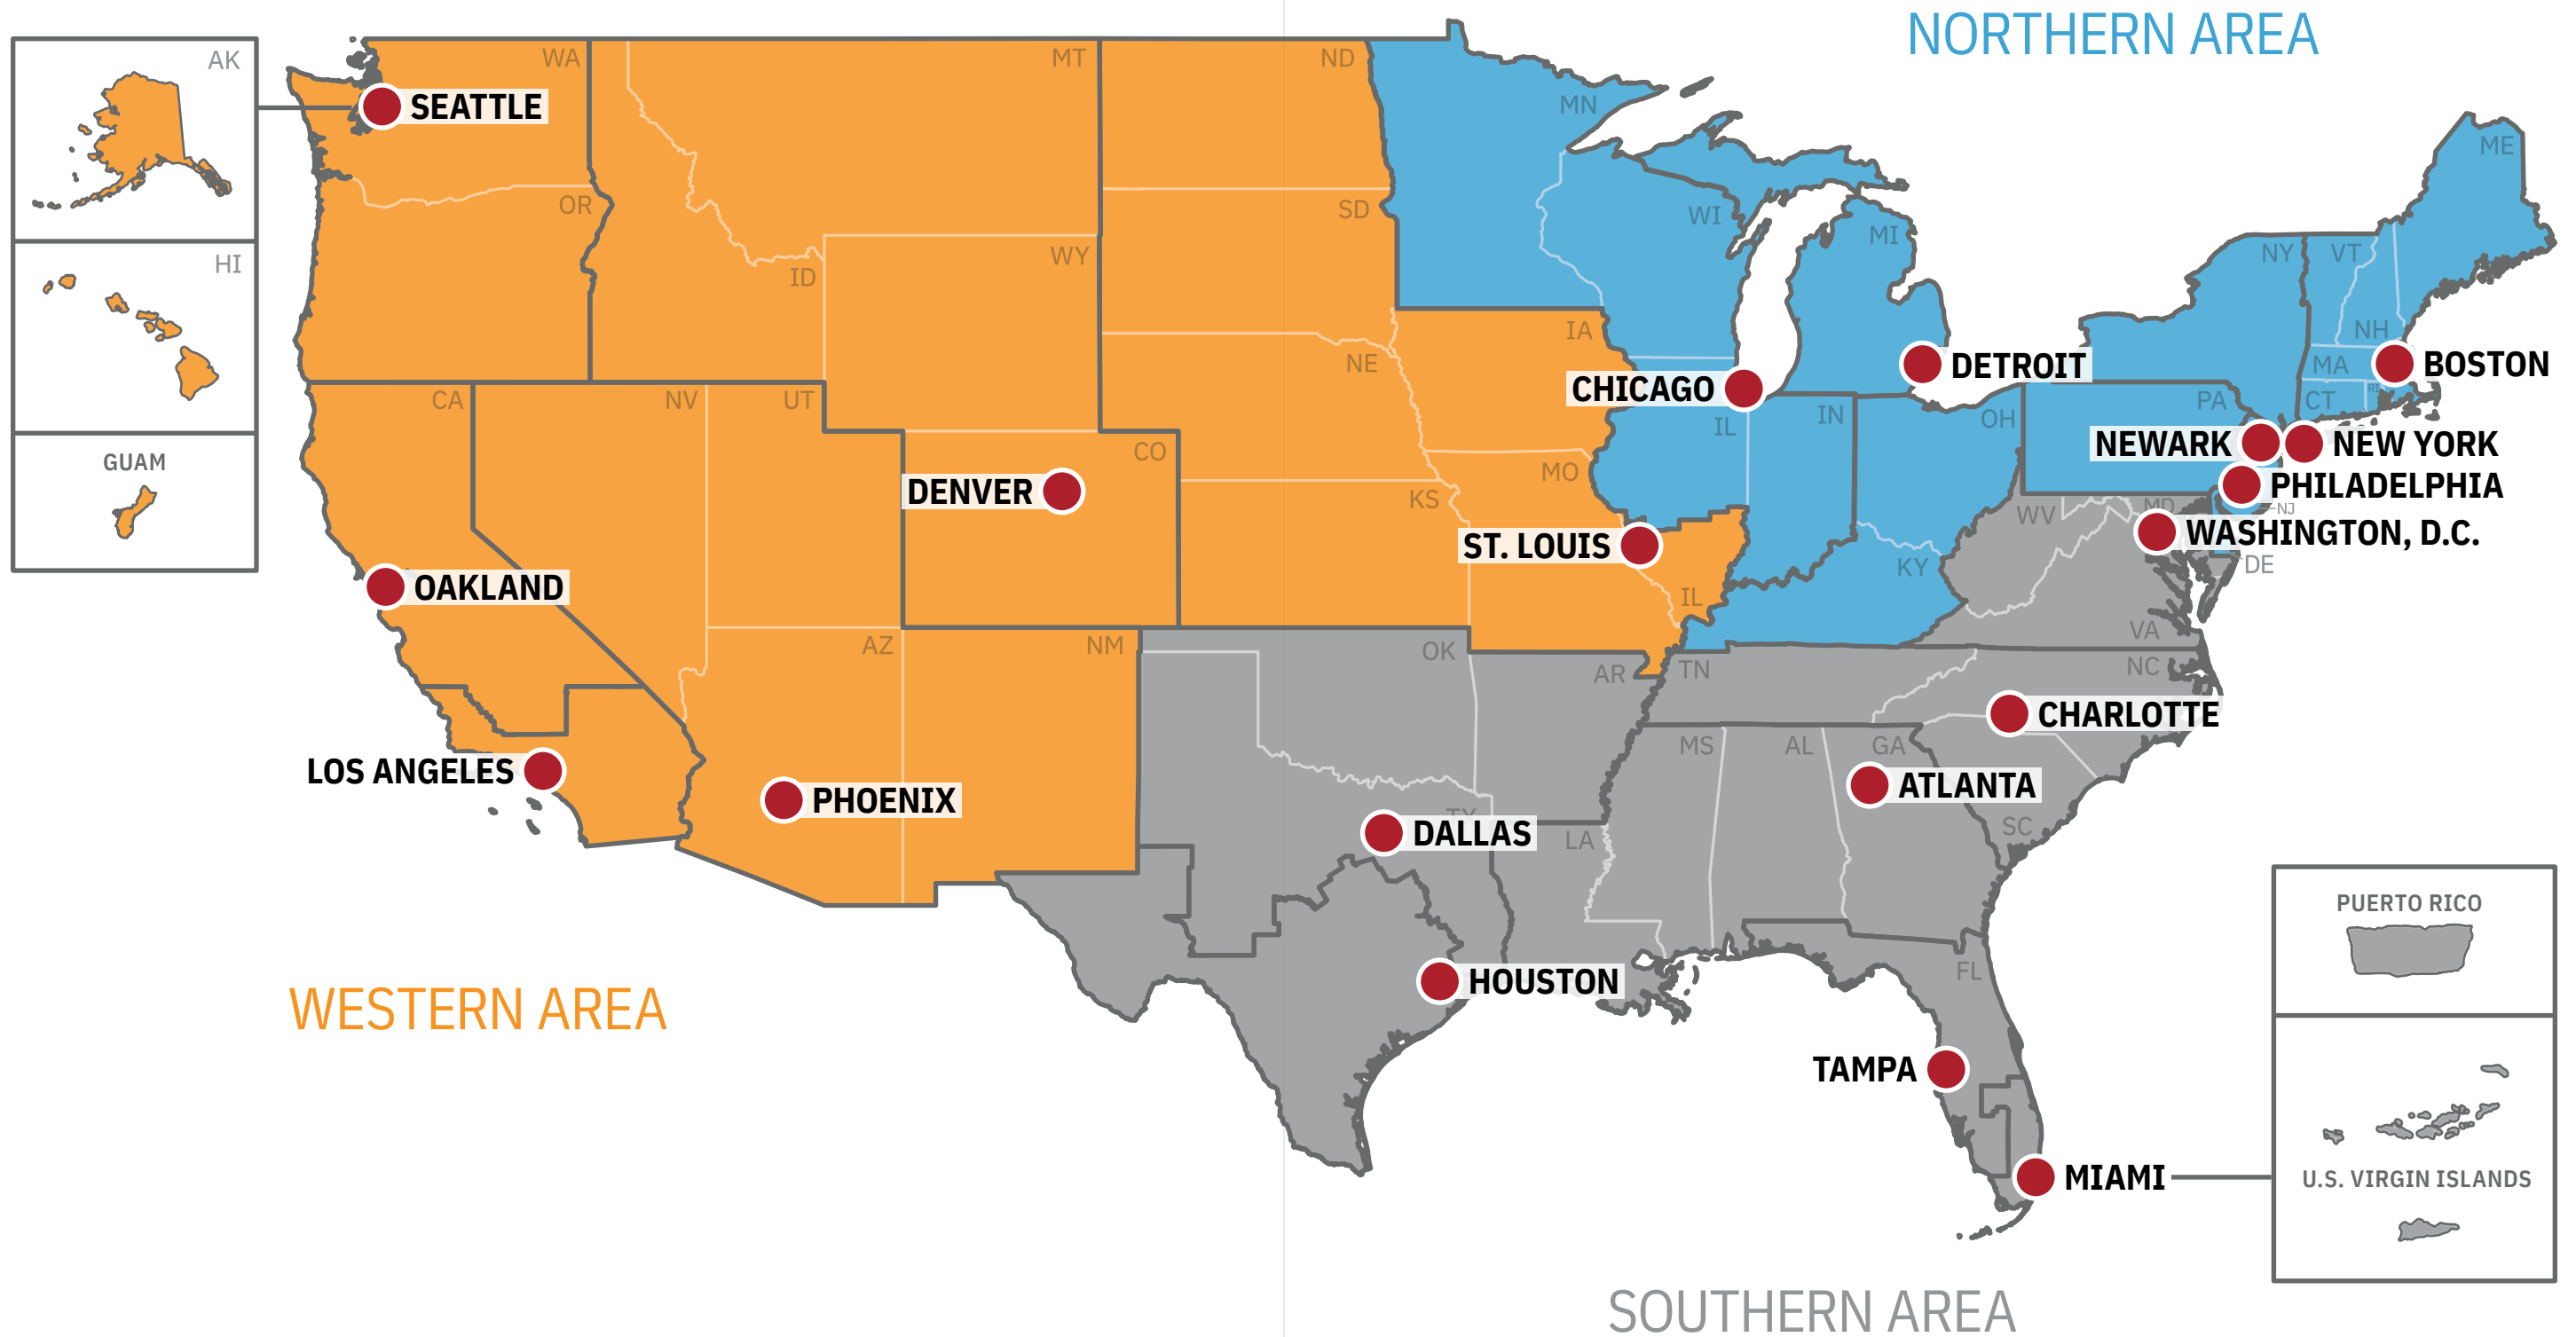 NORTHERN AREA
AK
WA
MT
ND
MN
SEATTLE
ME
OR
SD
WI
MI
NY
VT
HI
WY
ID
IA
NH
NE
CHICAGO
DETROIT
MA
BOSTON
RI
CA
NV
UT
IL
IN
OH
PA
CT
GUAM
CO
NEWARK
NEW YORK
DENVER
MO
KS
PHILADELPHIA
WV
MD
NJ
ST. LOUIS
WASHINGTON, D.C.
KY
DE
OAKLAND
IL
VA
AZ
NM
OK
AR
TN
NC
CHARLOTTE
LOS ANGELES
MS
AL
GA
PHOENIX
ATLANTA
TX
DALLAS
LA
SC
PUERTO RICO
WESTERN AREA
HOUSTON
FL
TAMPA
MIAMI
U.S. VIRGIN ISLANDS
SOUTHERN AREA